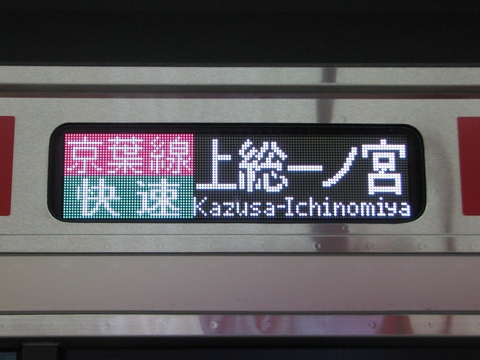 京葉線
快速
上総一ノ宮
Kazusa-Ichinomiya